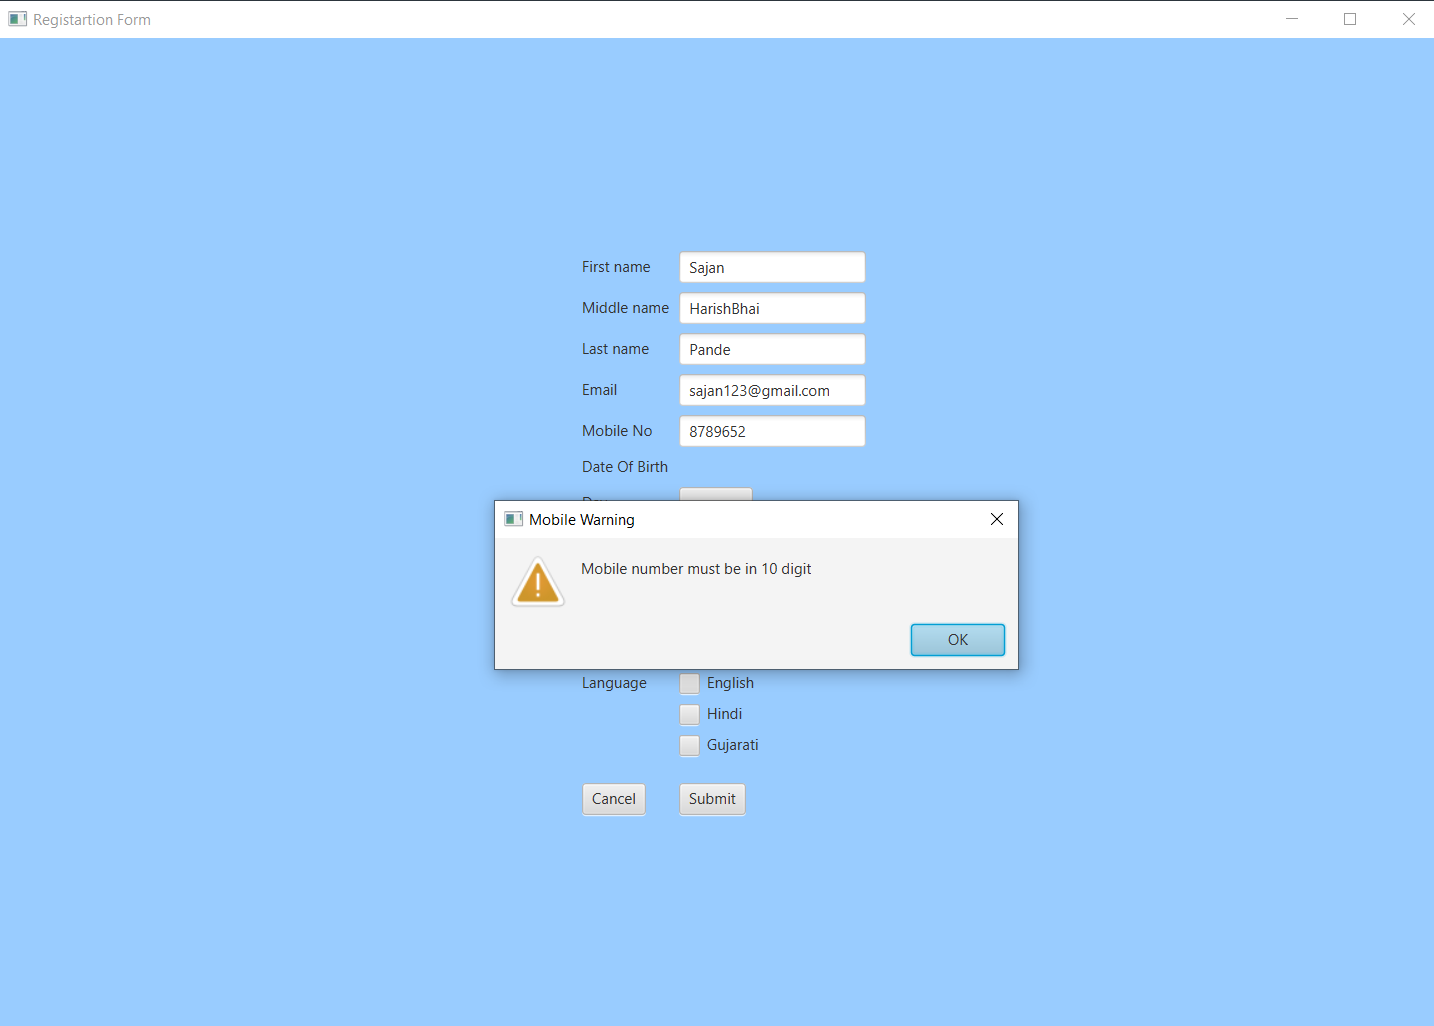 Registartion Form
First name Sajan
Middle name HarishBhai
Last name Pande
Email sajan123@gmail.com
Mobile No 8789652
Date Of Birth
Mobile Warning
Mobile number must be in 10 digit
OK
Language English
Hindi
Gujarati
Cancel Submit